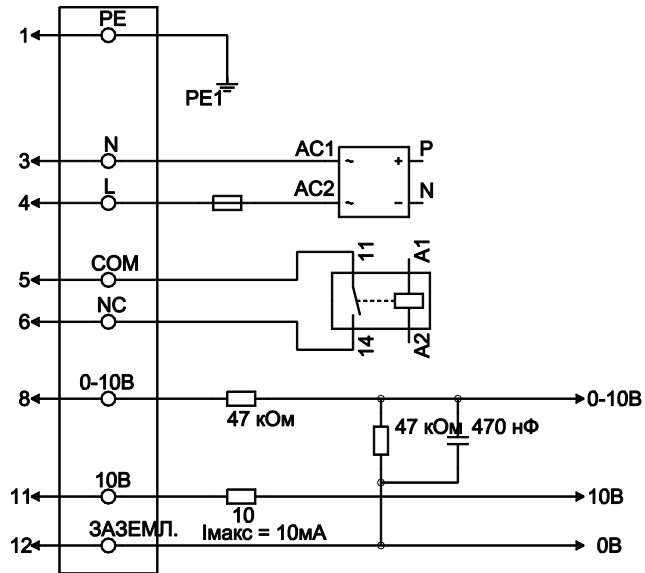 PE
1
PE1
N
3
AC1
~
+
P
L
4
AC2
~
−
N
COM
5
11
A1
NC
6
14
A2
0-10В
8
47 кОм
0-10В
47 кОм
470 нФ
10В
11
10
10В
Iмакс = 10мА
ЗАЗЕМЛ.
12
0В